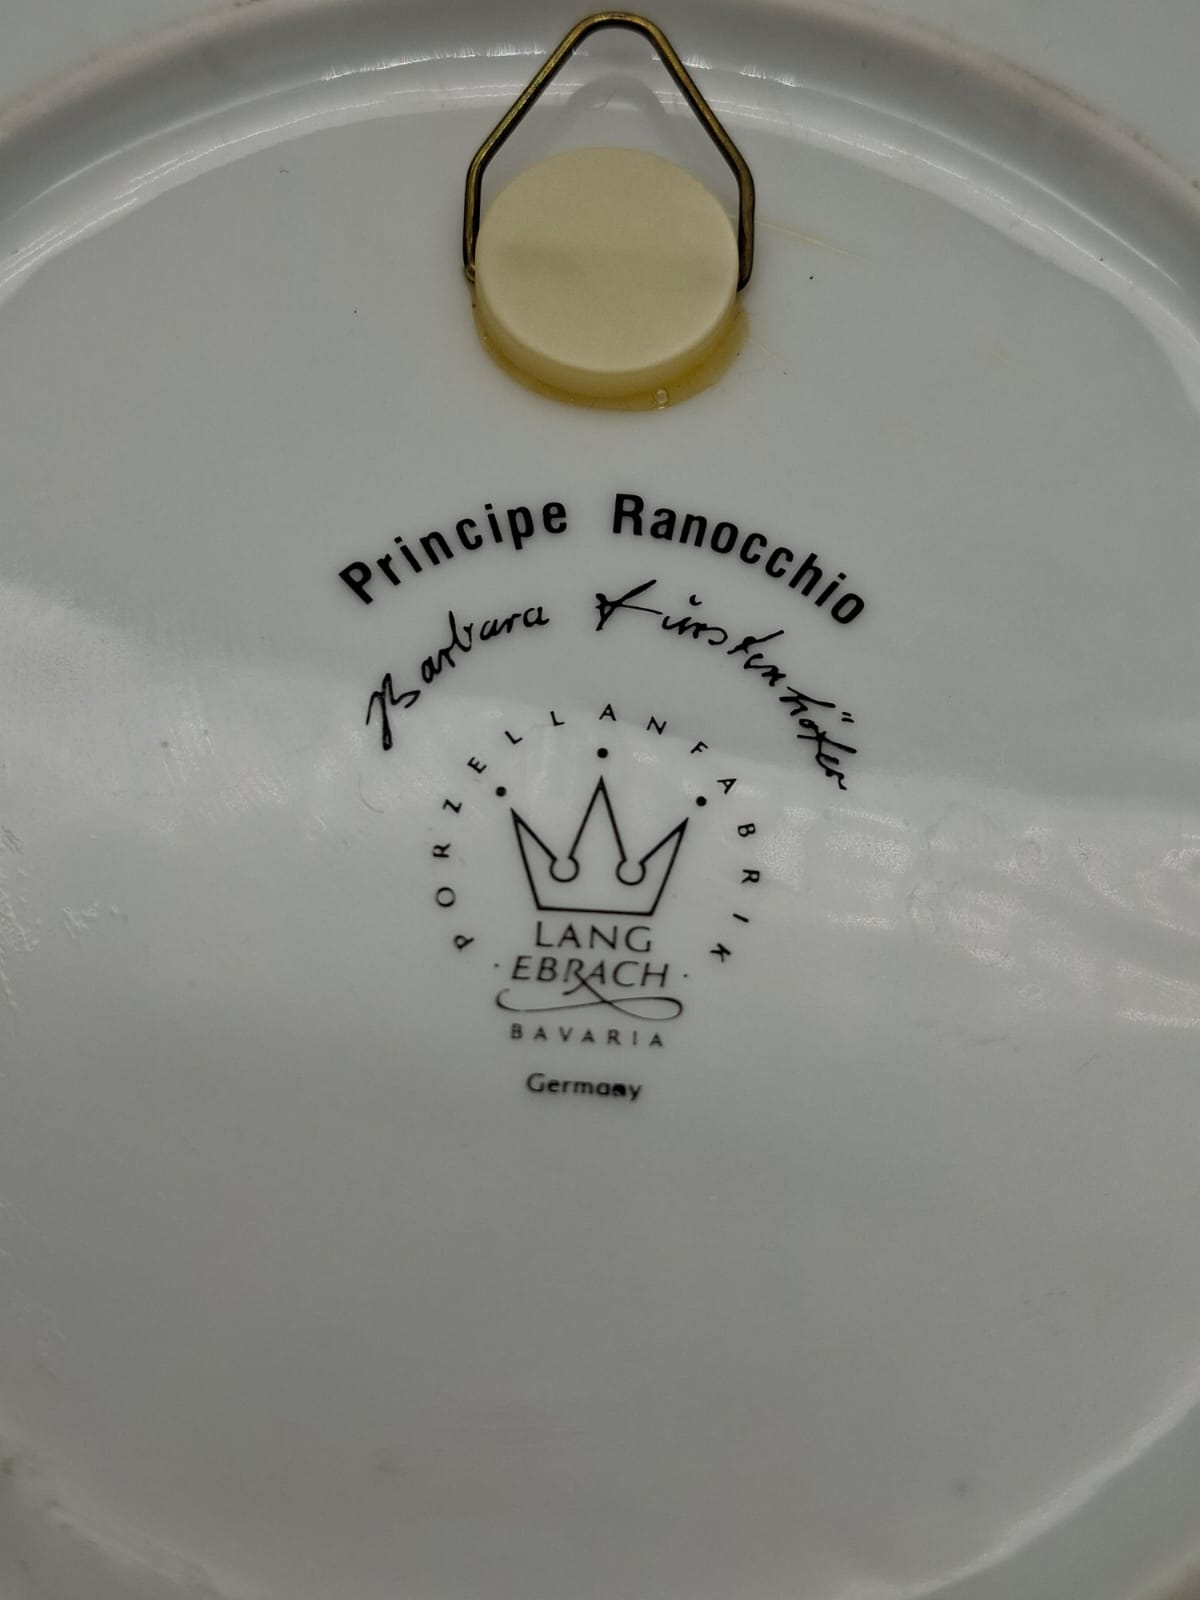 Principe Ranocchio
Barbara Fürstenhöfer
PORZELLANFABRIK
LANG
·EBRACH·
BAVARIA
Germany